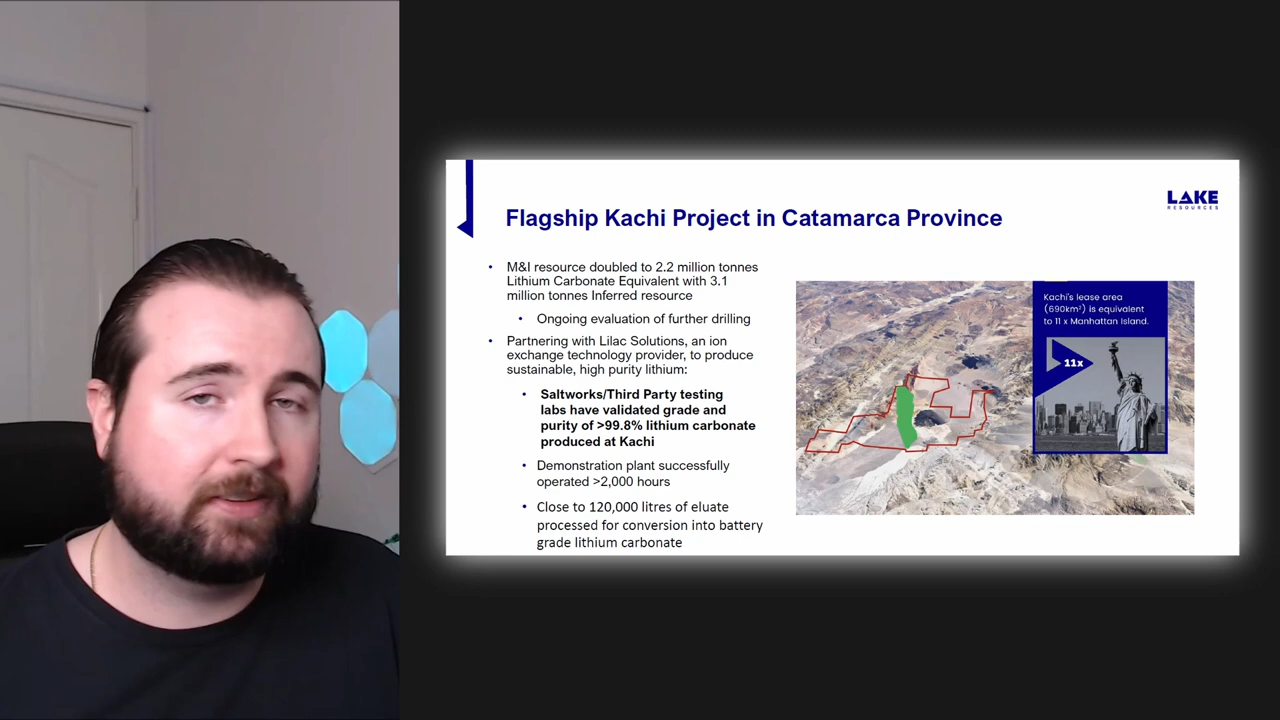 LAKE
RESOURCES
Flagship Kachi Project in Catamarca Province
• M&I resource doubled to 2.2 million tonnes
Lithium Carbonate Equivalent with 3.1
million tonnes Inferred resource
• Ongoing evaluation of further drilling
• Partnering with Lilac Solutions, an ion
exchange technology provider, to produce
sustainable, high purity lithium:
• Saltworks/Third Party testing
labs have validated grade and
purity of >99.8% lithium carbonate
produced at Kachi
• Demonstration plant successfully
operated >2,000 hours
• Close to 120,000 litres of eluate
processed for conversion into battery
grade lithium carbonate
Kachi's lease area
(690km²) is equivalent
to 11 x Manhattan Island.
11x